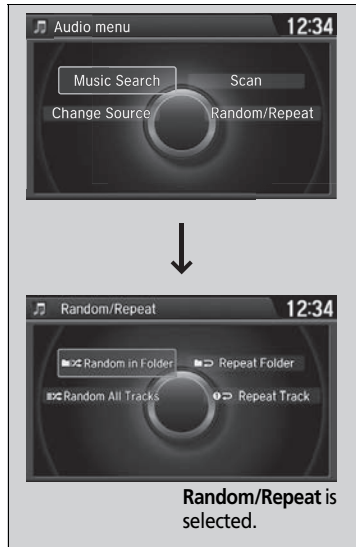 Audio menu 12:34
Music Search Scan
Change Source Random/Repeat
Random/Repeat 12:34
Random in Folder Repeat Folder
Random All Tracks Repeat Track
Random/Repeat is
selected.